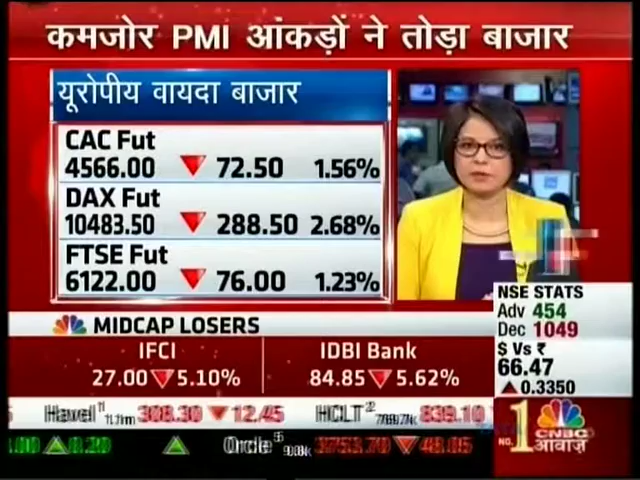 कमजोर PMI आंकड़ों ने तोड़ा बाजार
यूरोपीय वायदा बाजार
CAC Fut
4566.00 ▼ 72.50 1.56%
DAX Fut
10483.50 ▼ 288.50 2.68%
FTSE Fut
6122.00 ▼ 76.00 1.23%
NSE STATS
Adv 454
Dec 1049
$ Vs ₹
66.47
▲ 0.3350
MIDCAP LOSERS
IFCI
27.00 ▼ 5.10%
IDBI Bank
84.85 ▼ 5.62%
308.30 ▼ 12.45 HCLT 839.10
NO. 1 CNBC
आवाज़